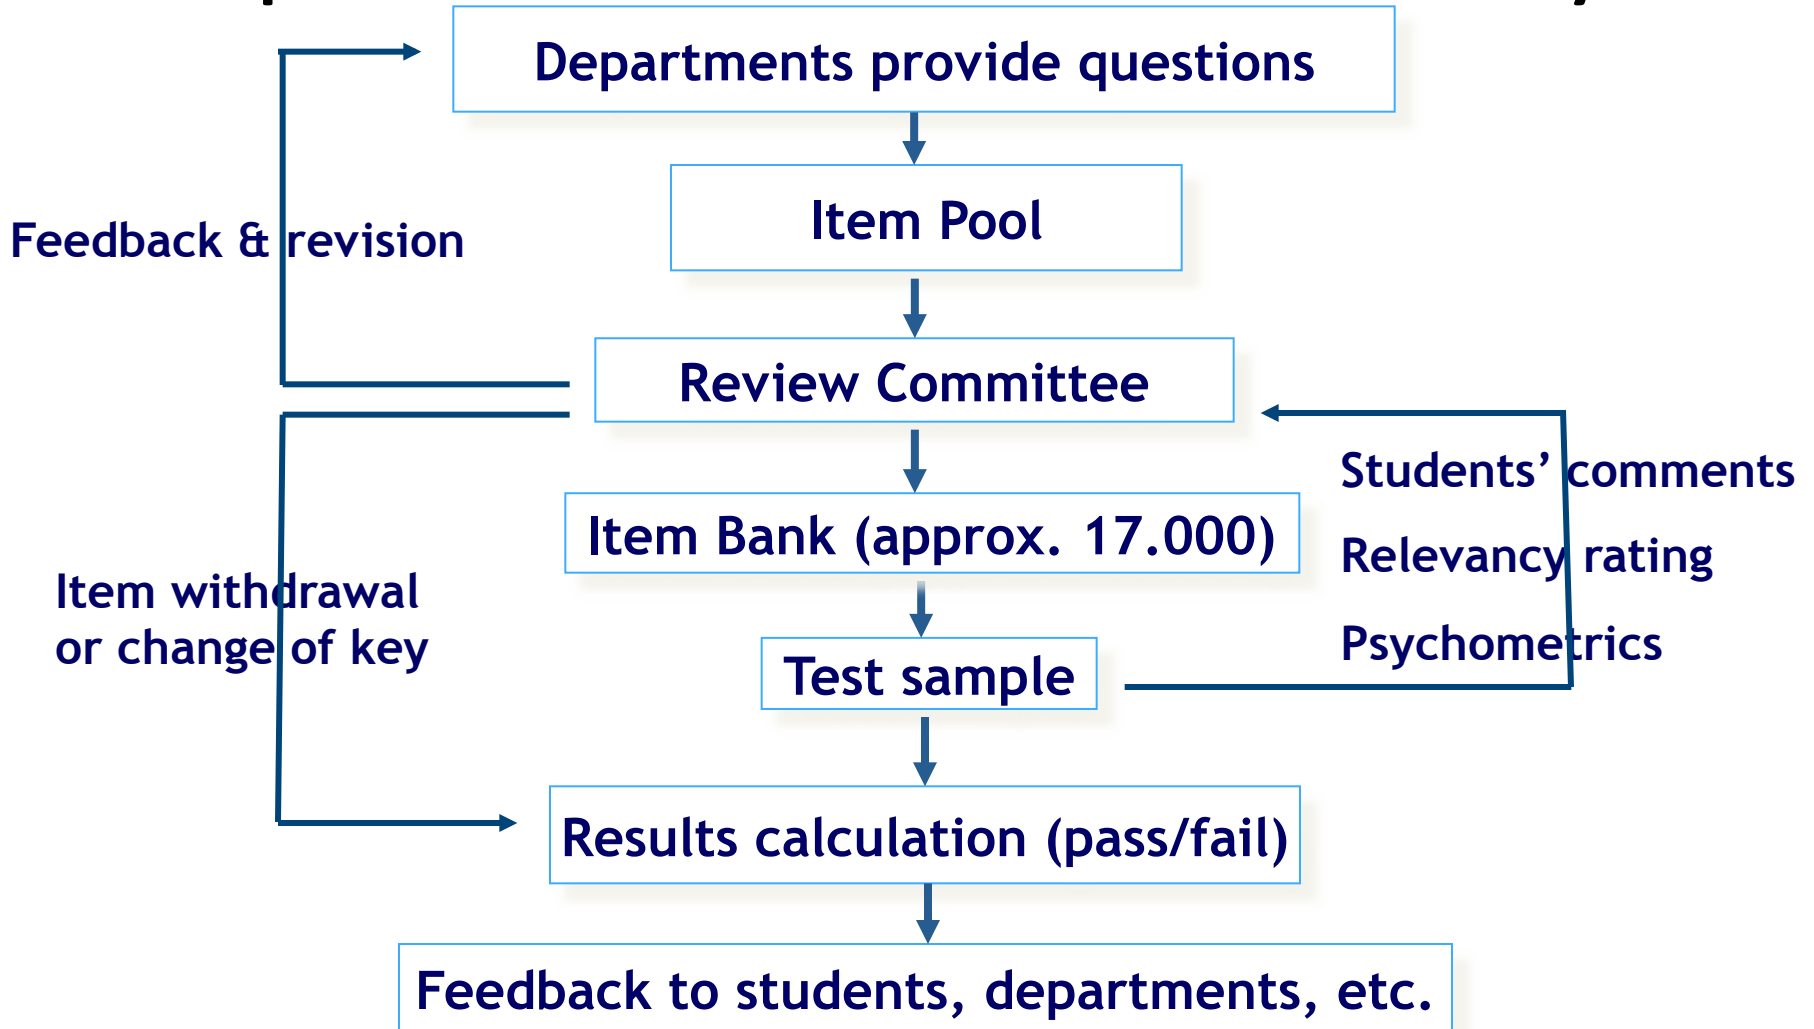 Departments provide questions
Item Pool
Feedback & revision
Review Committee
Students’ comments
Item Bank (approx. 17.000)
Relevancy rating
Item withdrawal
or change of key
Psychometrics
Test sample
Results calculation (pass/fail)
Feedback to students, departments, etc.